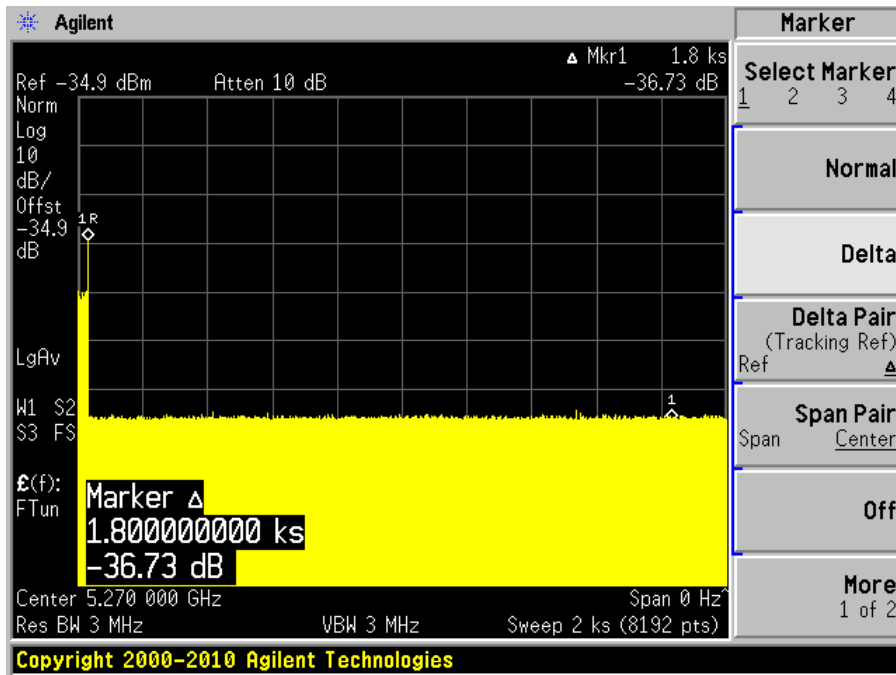 Agilent
Marker
Δ Mkr1 1.8 ks
Ref −34.9 dBm Atten 10 dB −36.73 dB
Norm
Log
10
dB/
Offst
−34.9
dB
1R
LgAv
1
W1 S2
S3 FS
£(f):
FTun
Marker Δ
1.800000000 ks
−36.73 dB
Center 5.270 000 GHz Span 0 Hz^
Res BW 3 MHz VBW 3 MHz Sweep 2 ks (8192 pts)
Copyright 2000–2010 Agilent Technologies
Select Marker
1 2 3 4
Normal
Delta
Delta Pair
(Tracking Ref)
Ref Δ
Span Pair
Span Center
Off
More
1 of 2